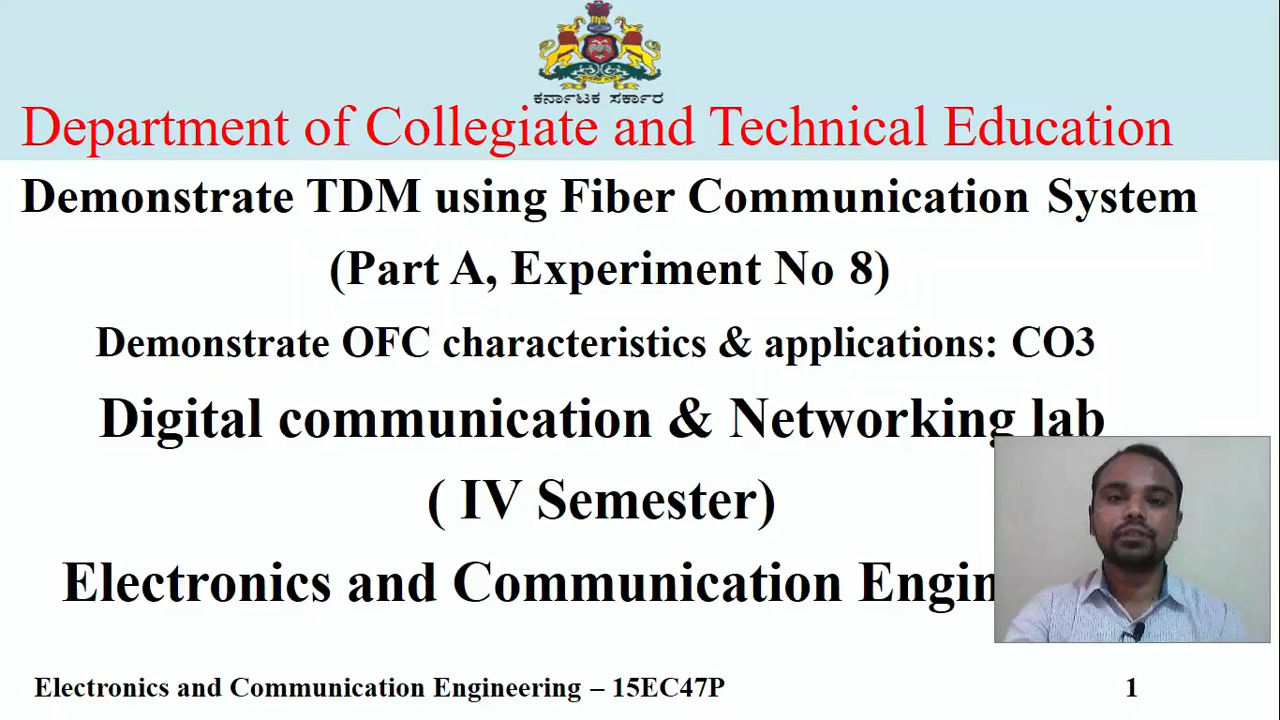 ಕರ್ನಾಟಕ ಸರ್ಕಾರ
Department of Collegiate and Technical Education
Demonstrate TDM using Fiber Communication System
(Part A, Experiment No 8)
Demonstrate OFC characteristics & applications: CO3
Digital communication & Networking lab
( IV Semester)
Electronics and Communication Engin
Electronics and Communication Engineering – 15EC47P
1